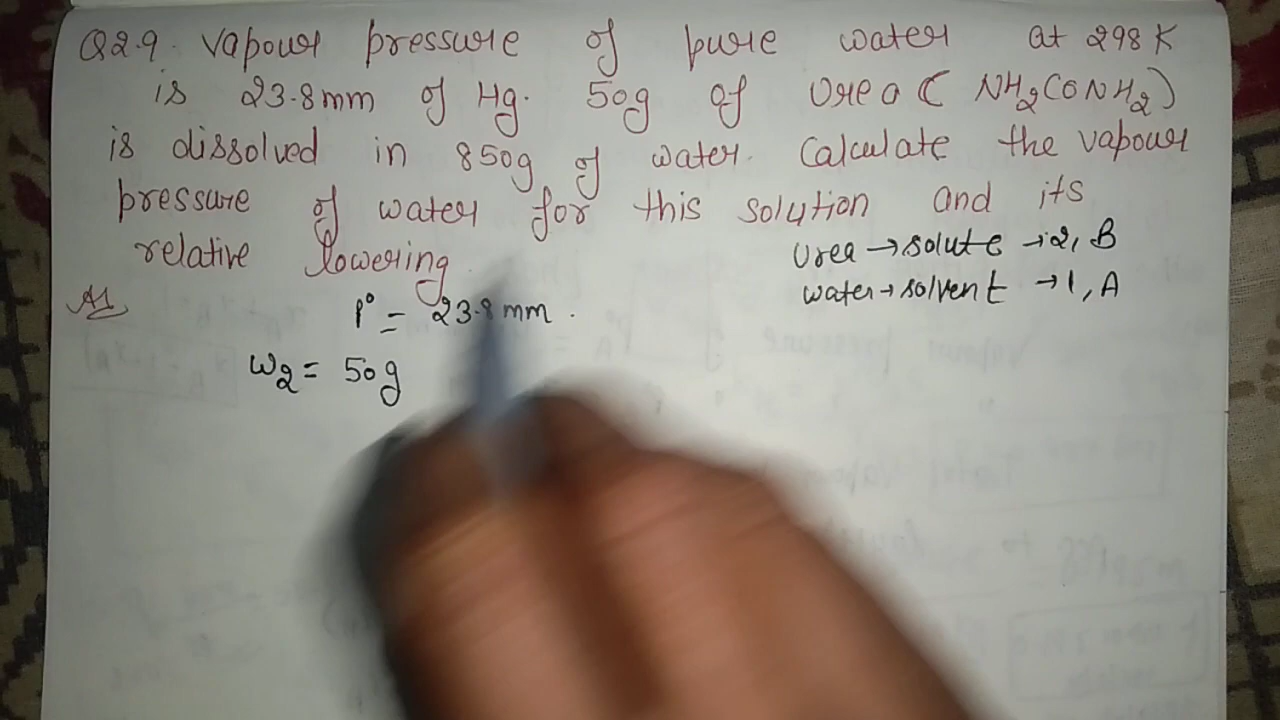 Q2.9. Vapour pressure of pure water at 298 K
is 23.8mm of Hg. 50g of Urea ( NH₂CONH₂)
is dissolved in 850g of water. Calculate the vapour
pressure of water for this solution and its
relative lowering.
Urea → solute → 2, B
water → solvent → 1, A
A1
P° = 23.8 mm.
W₂ = 50g